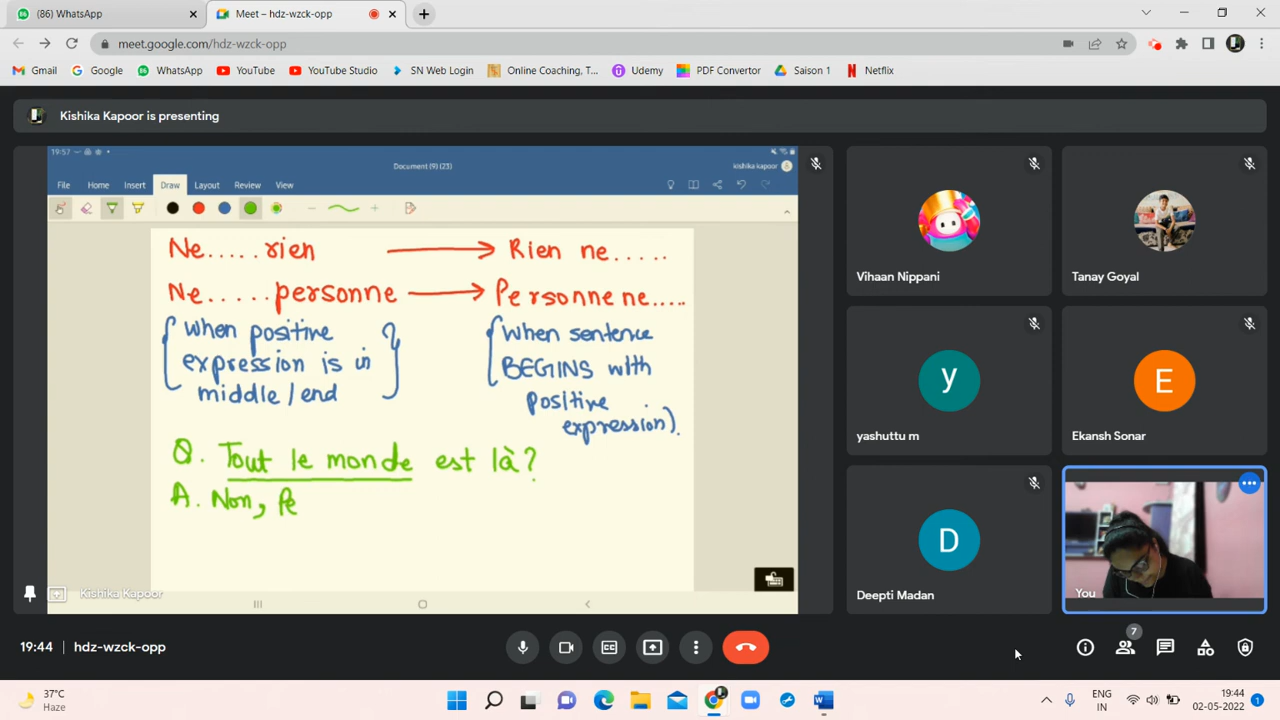 (86) WhatsApp
Meet – hdz-wzck-opp
meet.google.com/hdz-wzck-opp
Gmail Google WhatsApp YouTube YouTube Studio SN Web Login Online Coaching, T... Udemy PDF Convertor Saison 1 Netflix
Kishika Kapoor is presenting
19:57
Document (9) (23)
kishika kapoor
File Home Insert Draw Layout Review View
Ne.....rien → Rien ne.....
Ne.....personne → Personne ne.....
{when positive
expression is in
middle/end}
{when sentence
BEGINS with
positive
expression).
Q. Tout le monde est là?
A. Non, Pe
Kishika Kapoor
Vihaan Nippani
Tanay Goyal
y
yashuttu m
E
Ekansh Sonar
D
Deepti Madan
You
19:44 hdz-wzck-opp
7
37°C
Haze
ENG
IN
19:44
02-05-2022
1